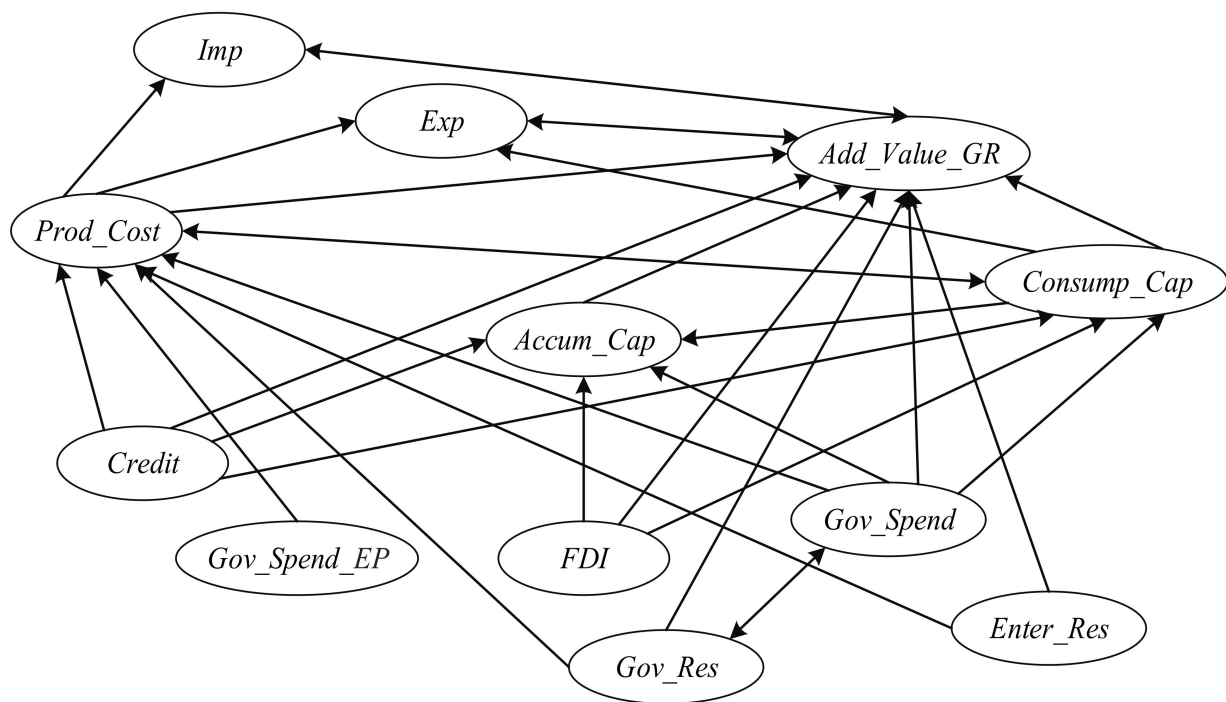 Imp
Exp
Add_Value_GR
Prod_Cost
Consump_Cap
Accum_Cap
Credit
Gov_Spend
Gov_Spend_EP
FDI
Enter_Res
Gov_Res